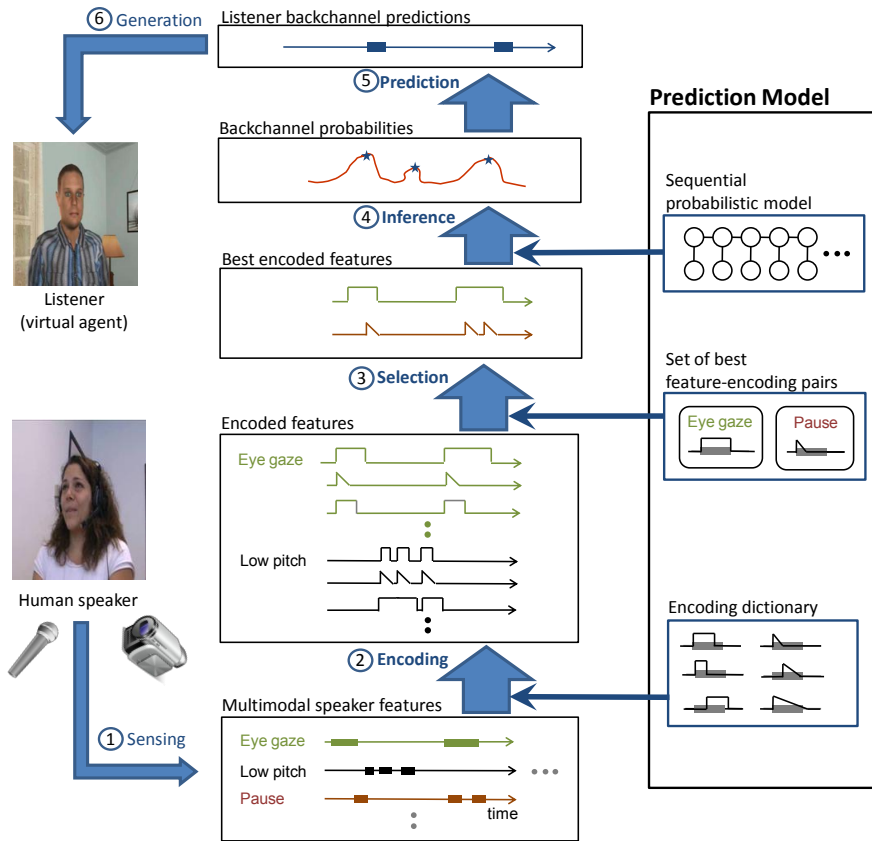 6 Generation
Listener backchannel predictions
5 Prediction
Prediction Model
Backchannel probabilities
Sequential
probabilistic model
4 Inference
Best encoded features
Listener
(virtual agent)
3 Selection
Set of best
feature-encoding pairs
Encoded features
Eye gaze
Pause
Eye gaze
Low pitch
Human speaker
Encoding dictionary
2 Encoding
Multimodal speaker features
1 Sensing
Eye gaze
Low pitch
Pause
time